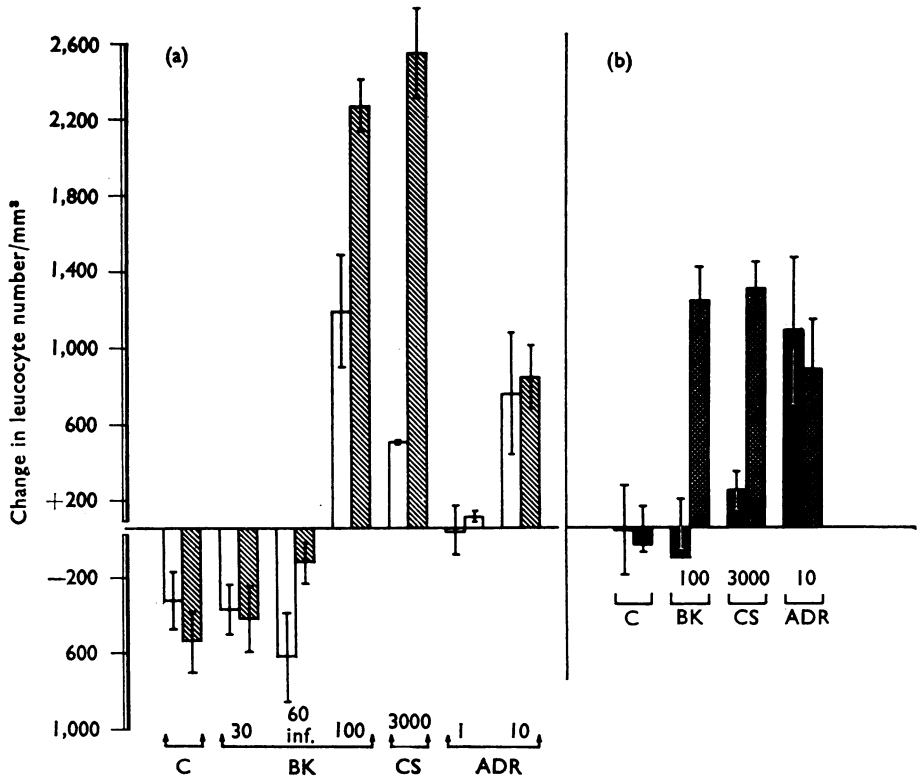 Change in leucocyte number/mm³
2,600
2,200
1,800
1,400
1,000
600
+200
−200
600
1,000
(a)
30
60
inf.
100
3000
1
10
C
BK
CS
ADR
(b)
100
3000
10
C
BK
CS
ADR